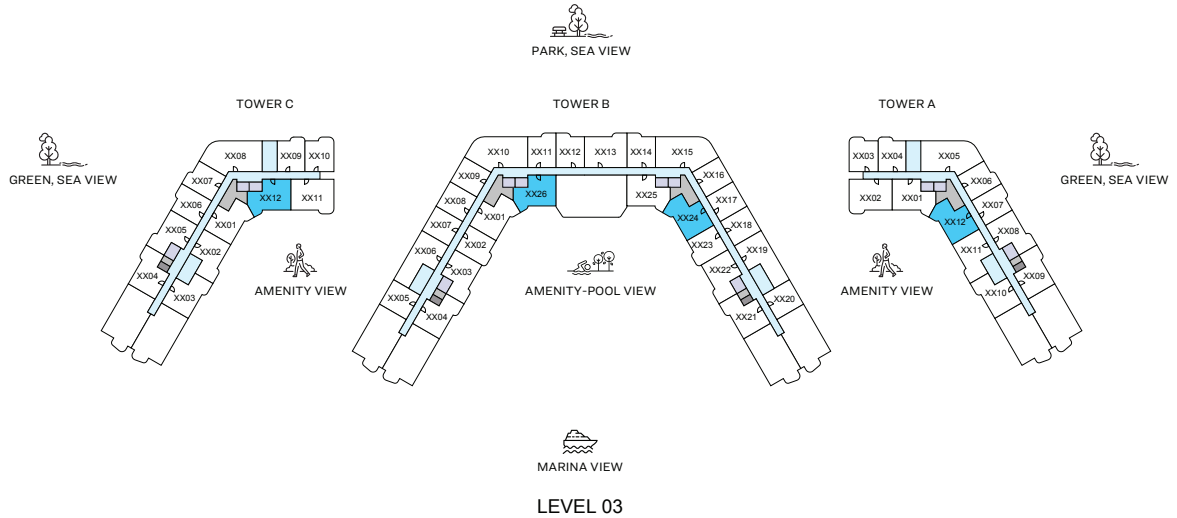 PARK, SEA VIEW
TOWER C
TOWER B
TOWER A
GREEN, SEA VIEW
GREEN, SEA VIEW
XX08
XX09
XX10
XX07
XX06
XX05
XX04
XX03
XX02
XX01
XX12
XX11
AMENITY VIEW
XX10
XX11
XX12
XX13
XX14
XX15
XX09
XX08
XX07
XX06
XX05
XX04
XX03
XX02
XX01
XX26
XX25
XX24
XX16
XX17
XX18
XX19
XX20
XX21
XX22
XX23
AMENITY-POOL VIEW
XX03
XX04
XX05
XX02
XX01
XX12
XX06
XX07
XX08
XX09
XX10
XX11
AMENITY VIEW
MARINA VIEW
LEVEL 03